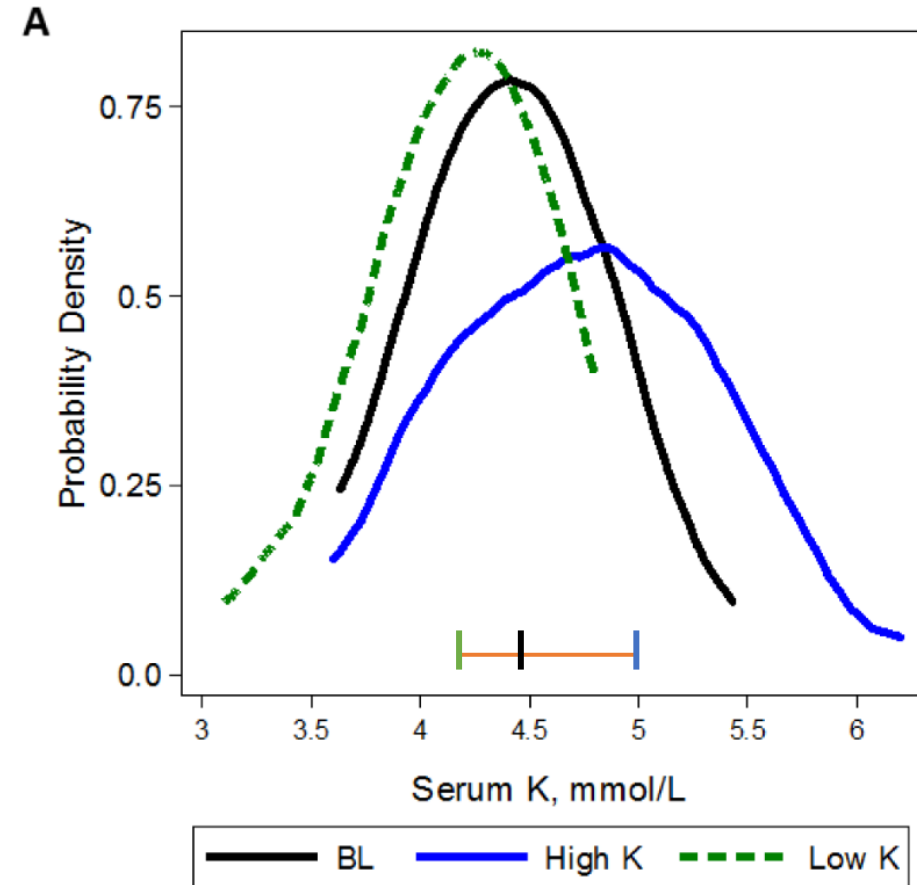 A
Probability Density
0.75
0.5
0.25
0.0
3 3.5 4 4.5 5 5.5 6
Serum K, mmol/L
BL High K Low K